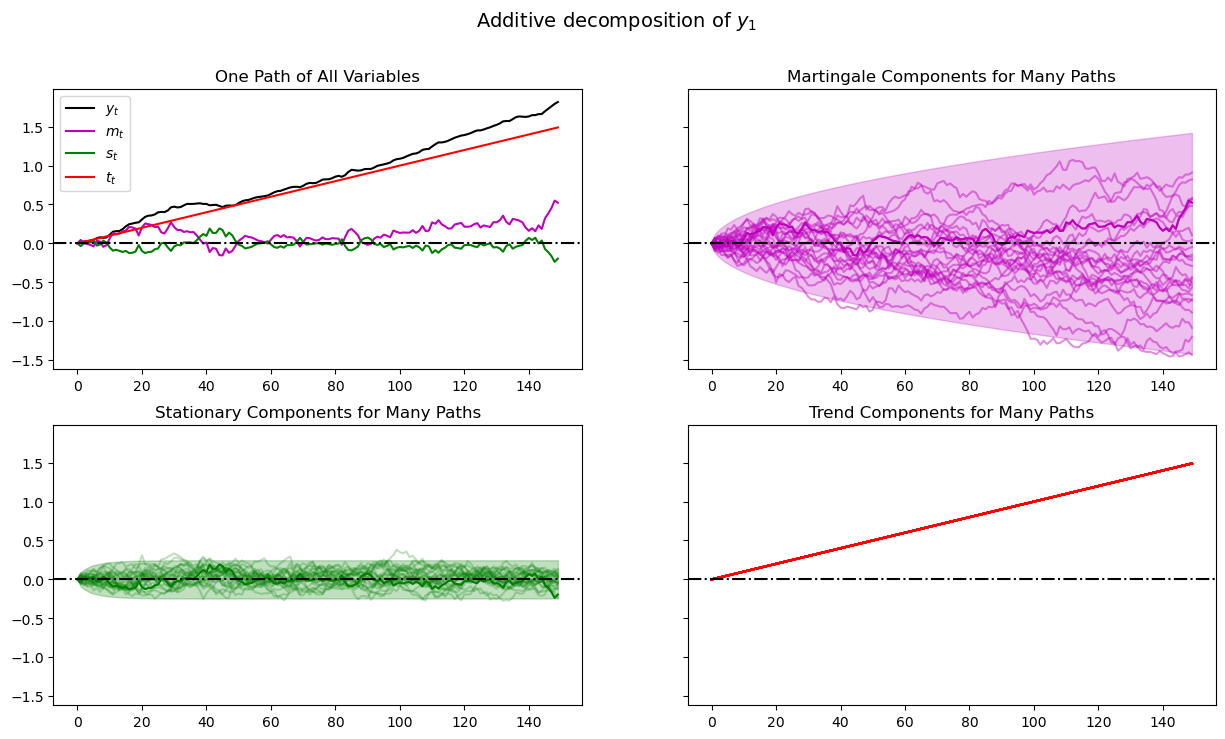 Additive decomposition of y₁
One Path of All Variables
Martingale Components for Many Paths
yₜ
mₜ
sₜ
tₜ
1.5
1.0
0.5
0.0
−0.5
−1.0
−1.5
0 20 40 60 80 100 120 140
0 20 40 60 80 100 120 140
Stationary Components for Many Paths
Trend Components for Many Paths
1.5
1.0
0.5
0.0
−0.5
−1.0
−1.5
0 20 40 60 80 100 120 140
0 20 40 60 80 100 120 140